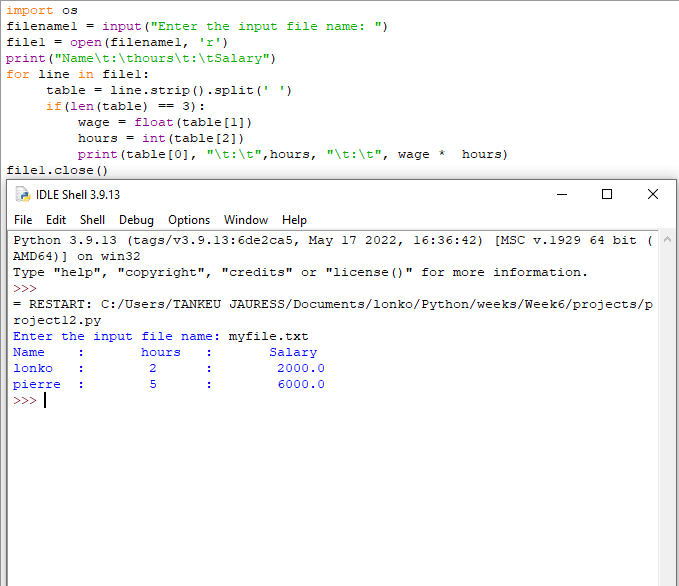 import os
filename1 = input("Enter the input file name: ")
file1 = open(filename1, 'r')
print("Name\t:\thours\t:\tSalary")
for line in file1:
     table = line.strip().split(' ')
     if(len(table) == 3):
         wage = float(table[1])
         hours = int(table[2])
         print(table[0], "\t:\t",hours, "\t:\t", wage *  hours)
file1.close()
IDLE Shell 3.9.13
File Edit Shell Debug Options Window Help
Python 3.9.13 (tags/v3.9.13:6de2ca5, May 17 2022, 16:36:42) [MSC v.1929 64 bit (
AMD64)] on win32
Type "help", "copyright", "credits" or "license()" for more information.
>>>
= RESTART: C:/Users/TANKEU JAURESS/Documents/lonko/Python/weeks/Week6/projects/p
roject12.py
Enter the input file name: myfile.txt
Name    :       hours   :       Salary
lonko   :        2      :        2000.0
pierre  :        5      :        6000.0
>>>